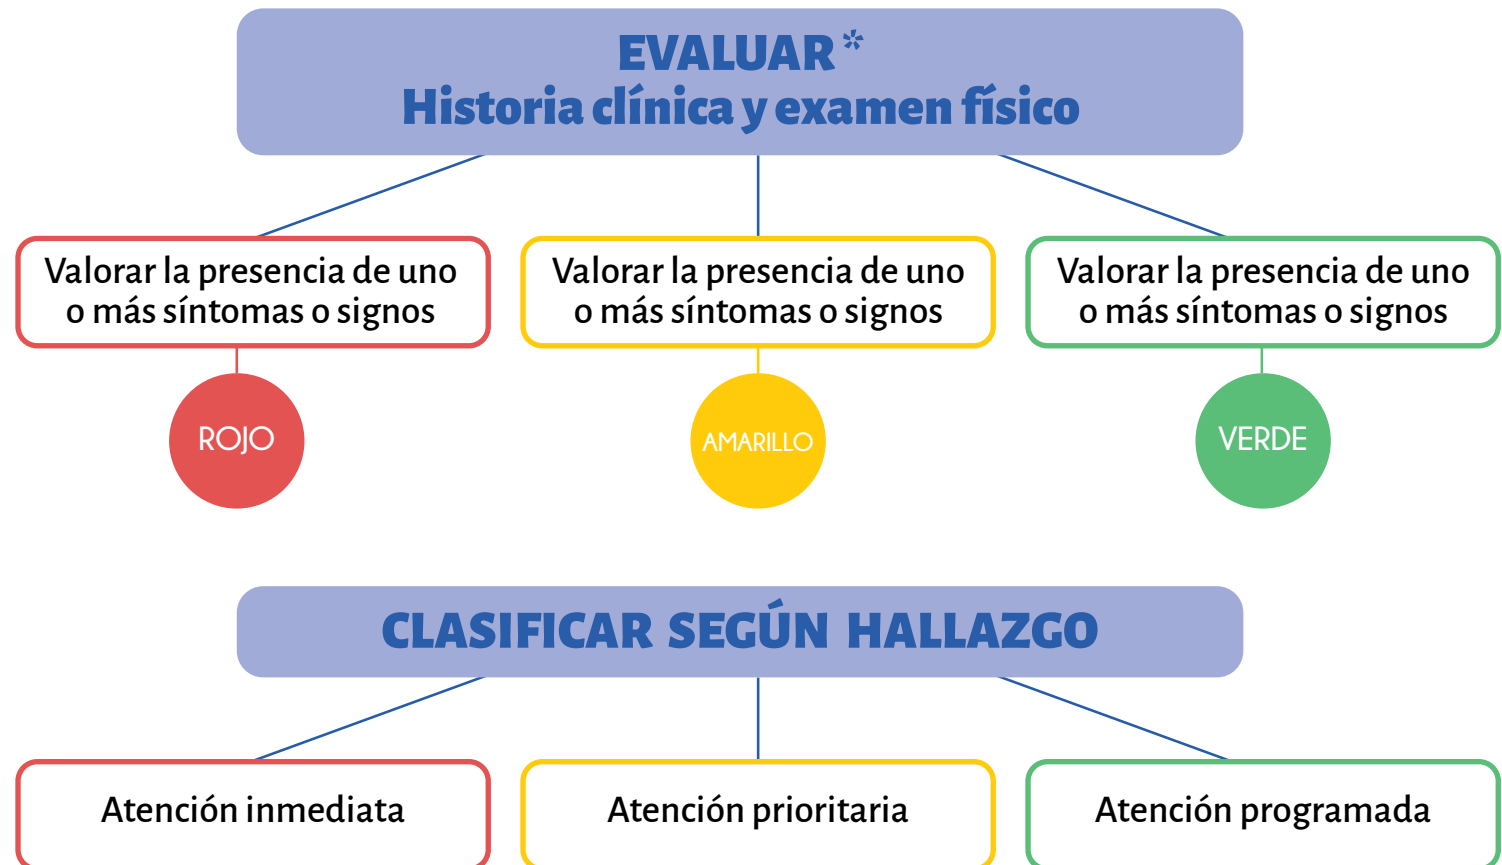 EVALUAR*
Historia clínica y examen físico
Valorar la presencia de uno
o más síntomas o signos
Valorar la presencia de uno
o más síntomas o signos
Valorar la presencia de uno
o más síntomas o signos
ROJO
AMARILLO
VERDE
CLASIFICAR SEGÚN HALLAZGO
Atención inmediata
Atención prioritaria
Atención programada